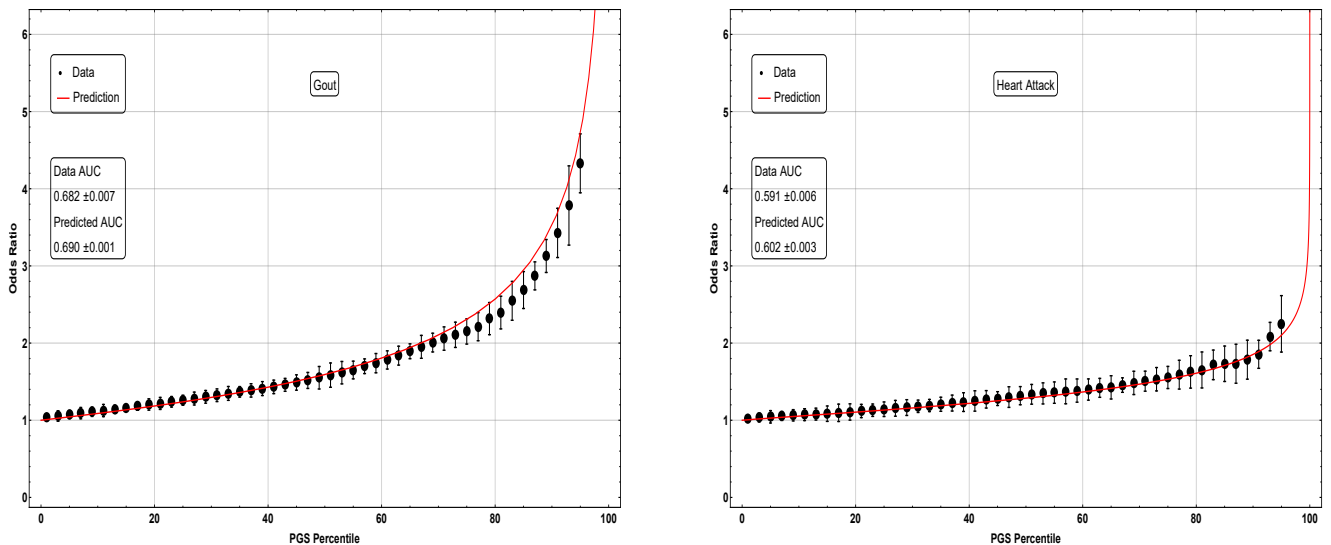 6
5
4
3
2
1
0
Odds Ratio
Data
Prediction
Gout
Data AUC
0.682 ±0.007
Predicted AUC
0.690 ±0.001
0 20 40 60 80 100
PGS Percentile
6
5
4
3
2
1
0
Odds Ratio
Data
Prediction
Heart Attack
Data AUC
0.591 ±0.006
Predicted AUC
0.602 ±0.003
0 20 40 60 80 100
PGS Percentile